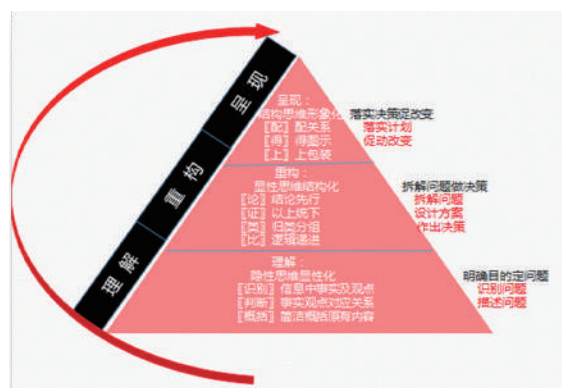 呈现
重构
理解
呈现：
结构思维形象化
［配］配关系
［得］得图示
［上］上包装
落实决策促改变
落实计划
促动改变
重构：
显性思维结构化
［论］结论先行
［证］以上统下
［类］归类分组
［比］逻辑递进
拆解问题做决策
拆解问题
设计方案
作出决策
理解：
隐性思维显性化
［识别］信息中事实及观点
［判断］事实观点对应关系
［概括］简洁概括原有内容
明确目的定问题
识别问题
描述问题